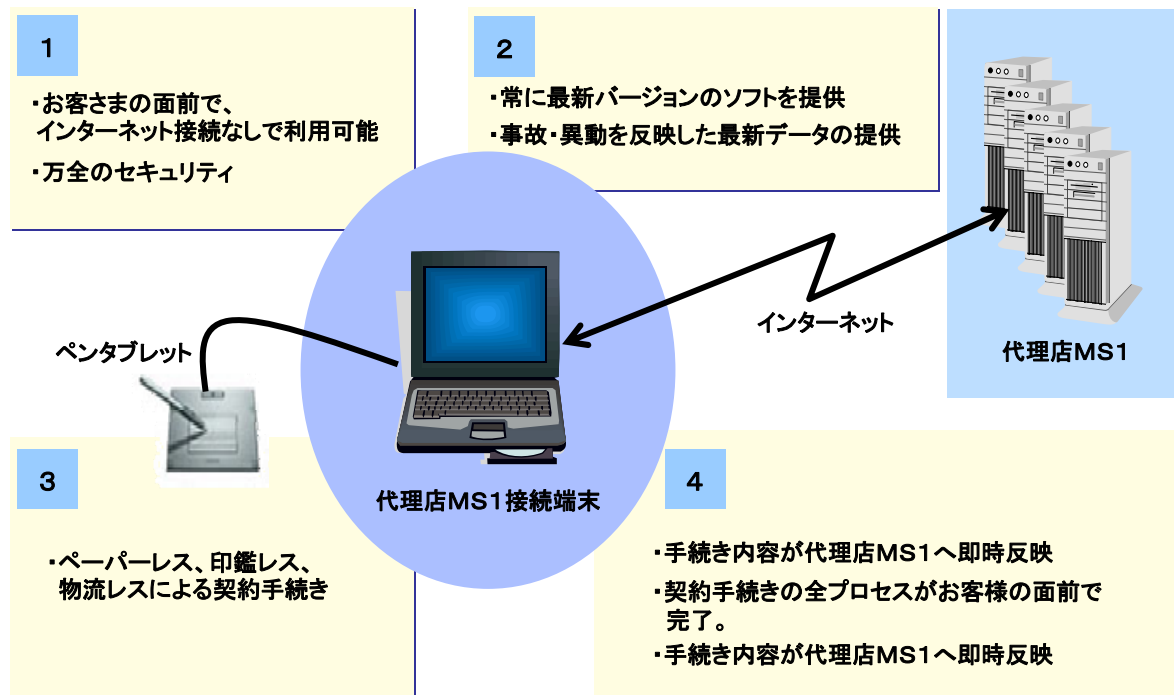 1
・お客さまの面前で、
インターネット接続なしで利用可能
・万全のセキュリティ
2
・常に最新バージョンのソフトを提供
・事故・異動を反映した最新データの提供
インターネット
代理店MS1
ペンタブレット
代理店MS1接続端末
3
・ペーパーレス、印鑑レス、
物流レスによる契約手続き
4
・手続き内容が代理店MS1へ即時反映
・契約手続きの全プロセスがお客様の面前で
完了。
・手続き内容が代理店MS1へ即時反映